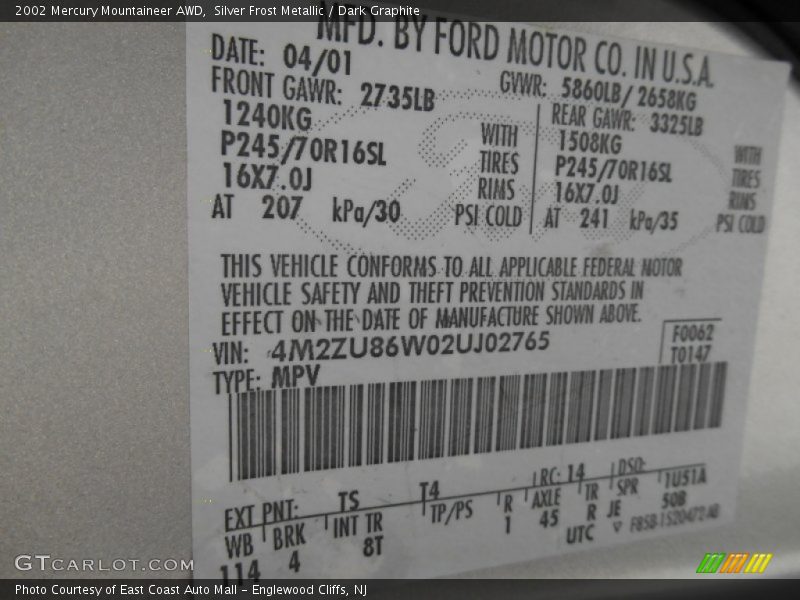 2002 Mercury Mountaineer AWD, Silver Frost Metallic / Dark Graphite
MFD. BY FORD MOTOR CO. IN U.S.A.
DATE: 04/01 GVWR: 5860LB/ 2658KG
FRONT GAWR: 2735LB REAR GAWR: 3325LB
1240KG WITH 1508KG WITH
P245/70R16SL TIRES P245/70R16SL TIRES
16X7.0J RIMS 16X7.0J RIMS
AT 207 kPa/30 PSI COLD AT 241 kPa/35 PSI COLD
THIS VEHICLE CONFORMS TO ALL APPLICABLE FEDERAL MOTOR
VEHICLE SAFETY AND THEFT PREVENTION STANDARDS IN
EFFECT ON THE DATE OF MANUFACTURE SHOWN ABOVE.
VIN: 4M2ZU86W02UJ02765 F0062
TYPE: MPV T0147
EXT PNT: TS T4 RC: 14 DSO:
WB BRK INT TR TP/PS R AXLE TR SPR 1U51A
114 4 8T 1 45 R JE 50B
UTC ▽ F85B-1520472-AB
GTCARLOT.COM
Photo Courtesy of East Coast Auto Mall - Englewood Cliffs, NJ